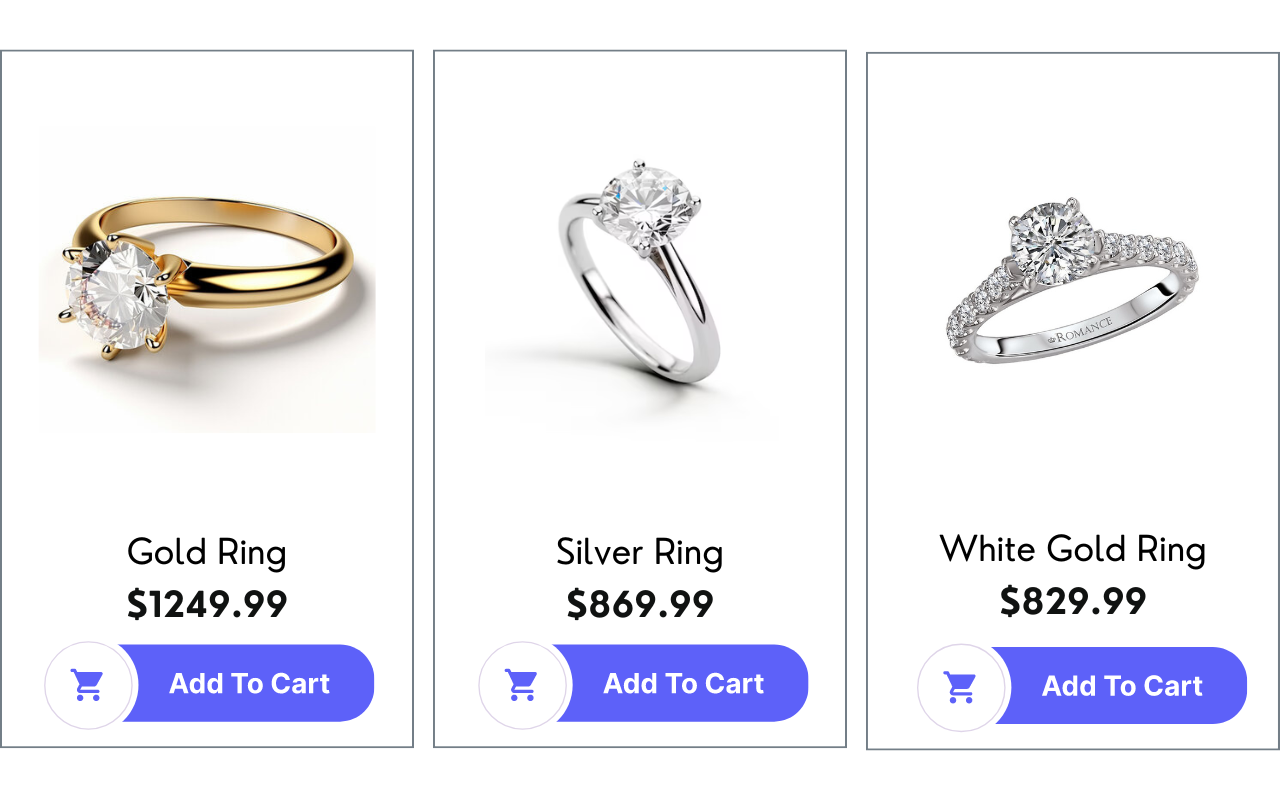 ROMANCE
Gold Ring
$1249.99
Add To Cart
Silver Ring
$869.99
Add To Cart
White Gold Ring
$829.99
Add To Cart